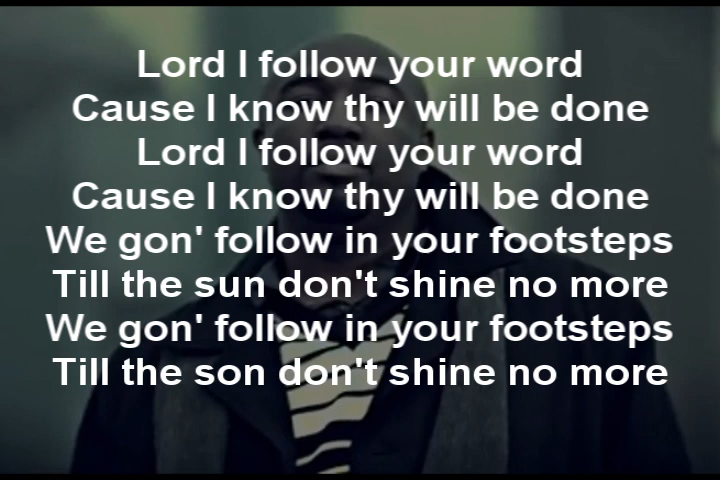 Lord I follow your word
Cause I know thy will be done
Lord I follow your word
Cause I know thy will be done
We gon' follow in your footsteps
Till the sun don't shine no more
We gon' follow in your footsteps
Till the son don't shine no more